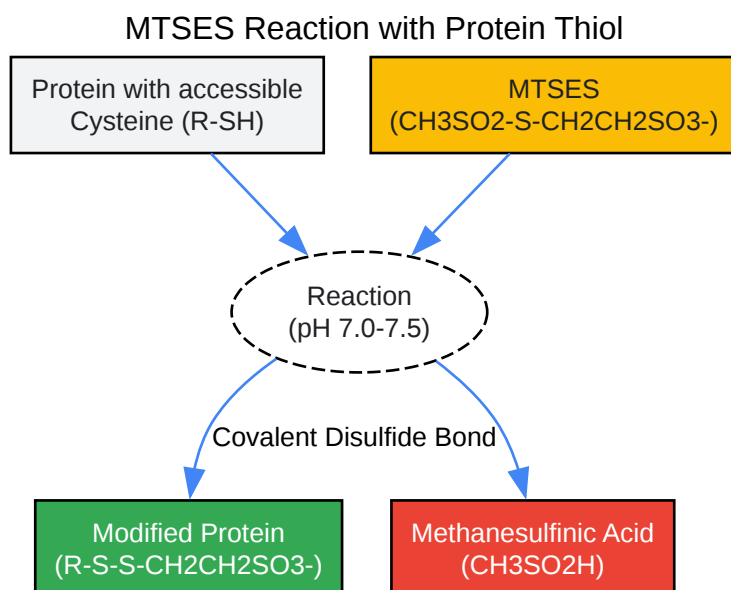 MTSES Reaction with Protein Thiol
Protein with accessible
Cysteine (R-SH)
MTSES
(CH3SO2-S-CH2CH2SO3-)
Reaction
(pH 7.0-7.5)
Covalent Disulfide Bond
Modified Protein
(R-S-S-CH2CH2SO3-)
Methanesulfinic Acid
(CH3SO2H)